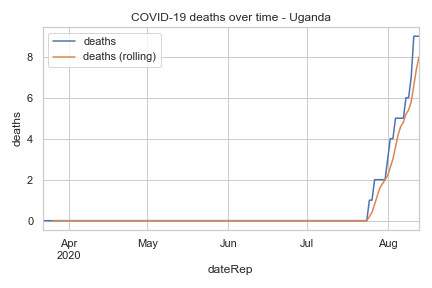 COVID-19 deaths over time - Uganda
deaths
deaths (rolling)
deaths
8
6
4
2
0
Apr
2020
May
Jun
Jul
Aug
dateRep